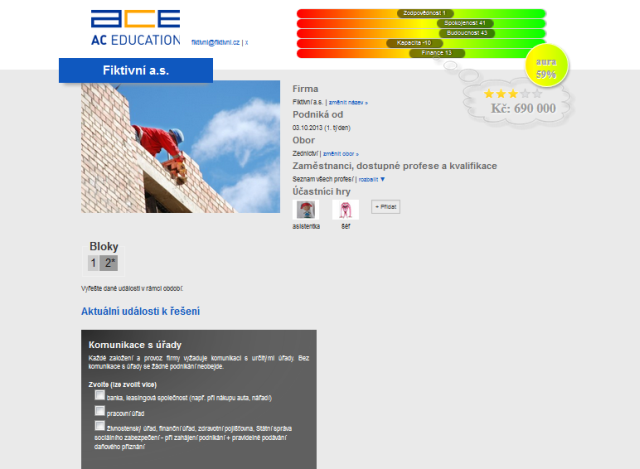 ace
AC EDUCATION
fiktivni@fiktivni.cz | x
Zodpovědnost 1
Spokojenost 41
Budoucnost 43
Kapacita -10
Finance 13
aura
59%
Kč: 690 000
Fiktivní a.s.
Firma
Fiktivní a.s. | změnit název »
Podniká od
03.10.2013 (1. týden)
Obor
Zednictví | změnit obor »
Zaměstnanci, dostupné profese a kvalifikace
Seznam všech profesí | rozbalit ▼
Účastníci hry
+ Přidat
asistentka šéf
Bloky
1 2*
Vyřešte dané události v rámci období.
Aktuální události k řešení
Komunikace s úřady
Každé založení a provoz firmy vyžaduje komunikaci s určitými úřady. Bez
komunikace s úřady se žádné podnikání neobejde.
Zvolte (lze zvolit více)
banka, leasingová společnost (např. při nákupu auta, nářadí)
pracovní úřad
živnostenský úřad, finanční úřad, zdravotní pojišťovna, Státní správa
sociálního zabezpečení - při zahájení podnikání + pravidelné podávání
daňového přiznání